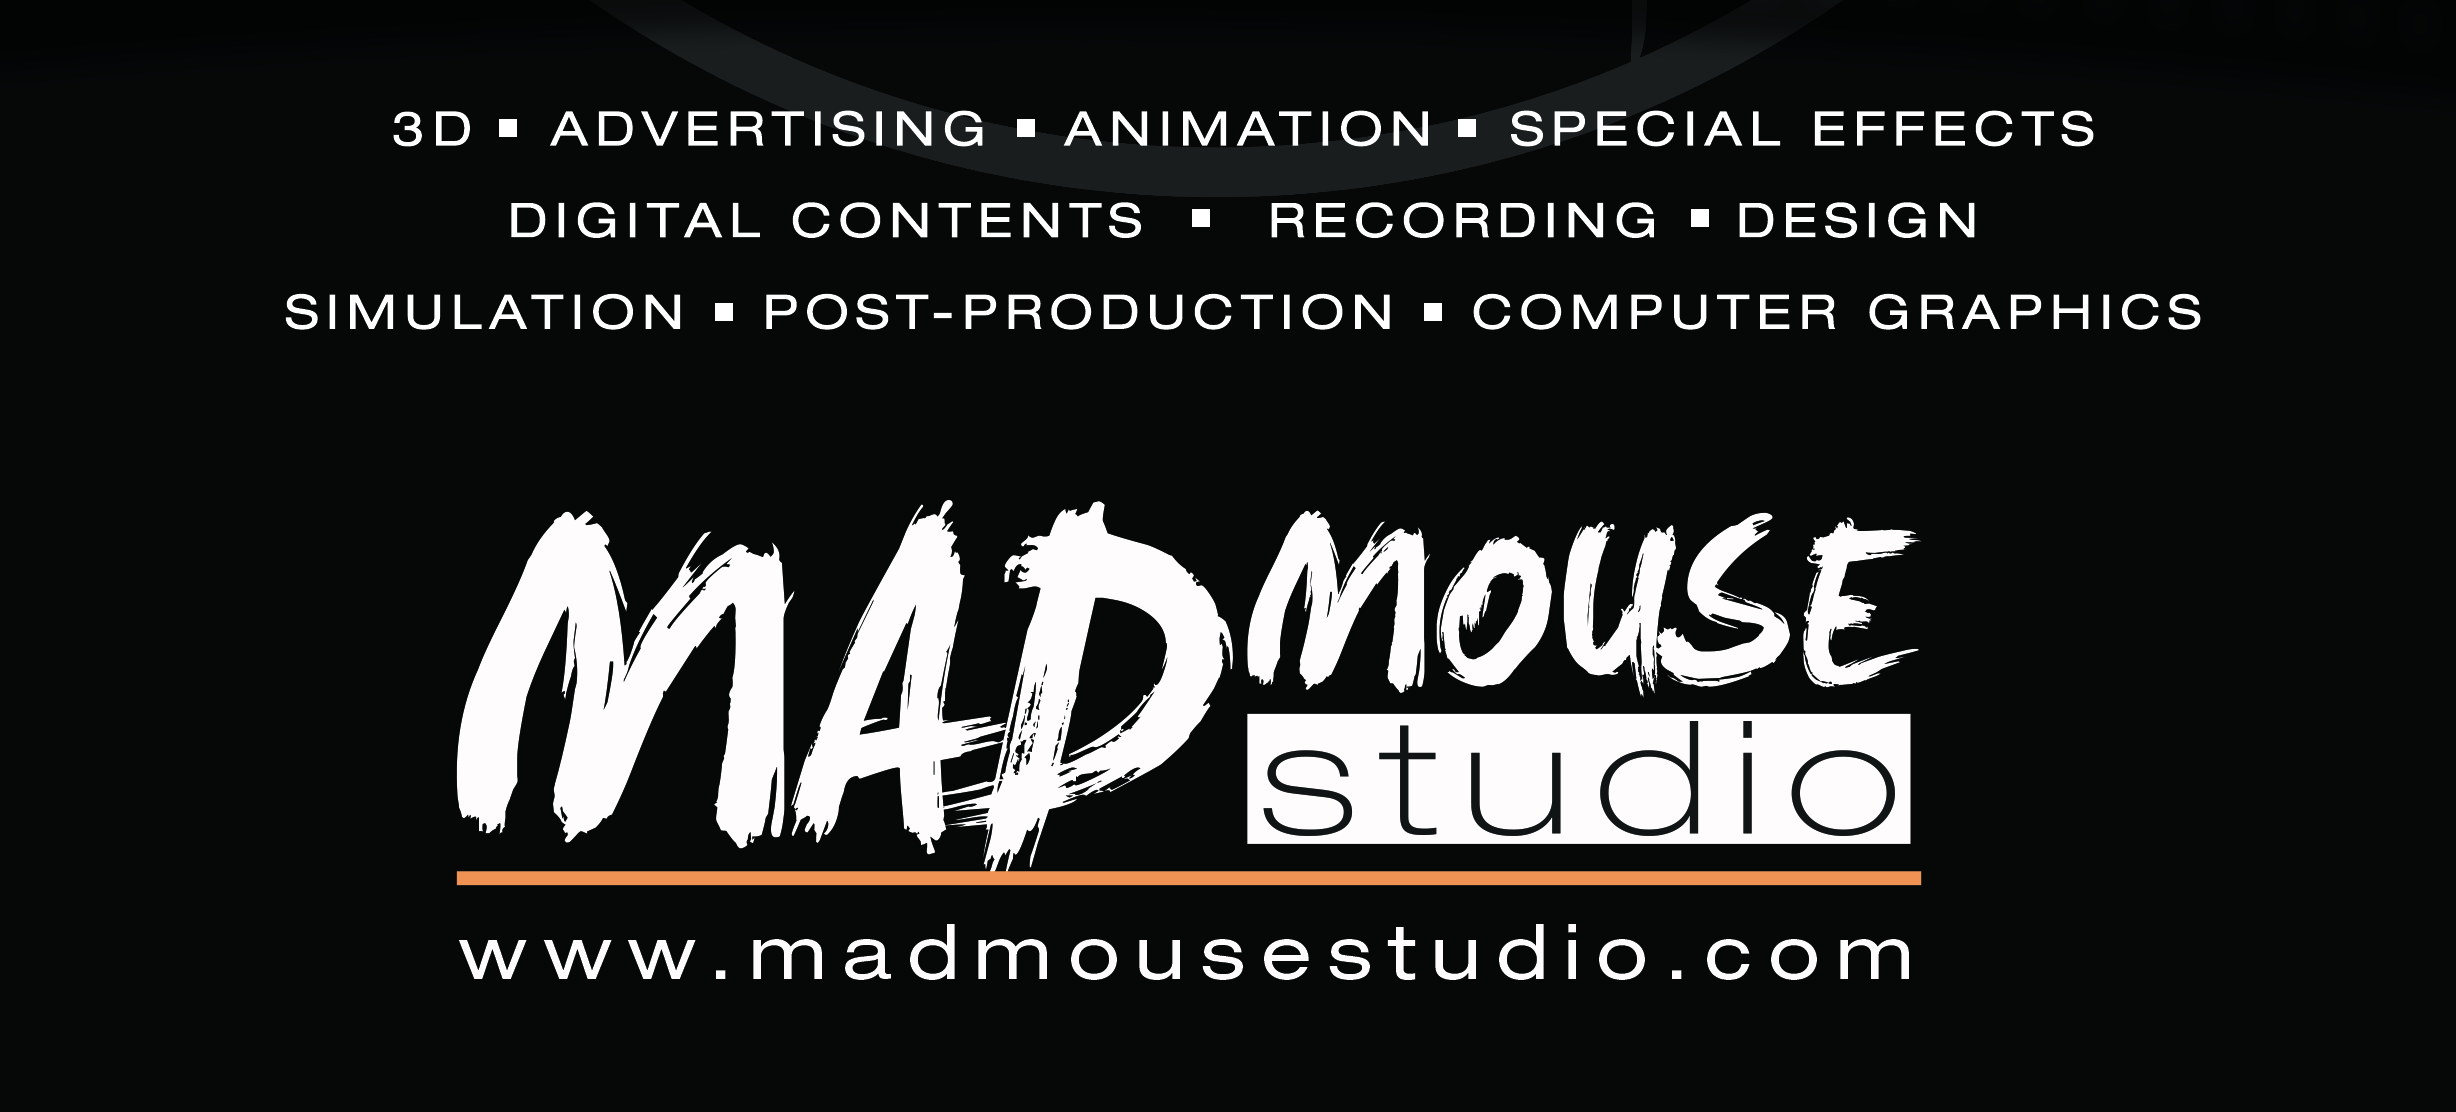 3D ▪ ADVERTISING ▪ ANIMATION ▪ SPECIAL EFFECTS
DIGITAL CONTENTS ▪ RECORDING ▪ DESIGN
SIMULATION ▪ POST-PRODUCTION ▪ COMPUTER GRAPHICS
MAD MOUSE
studio
www.madmousestudio.com